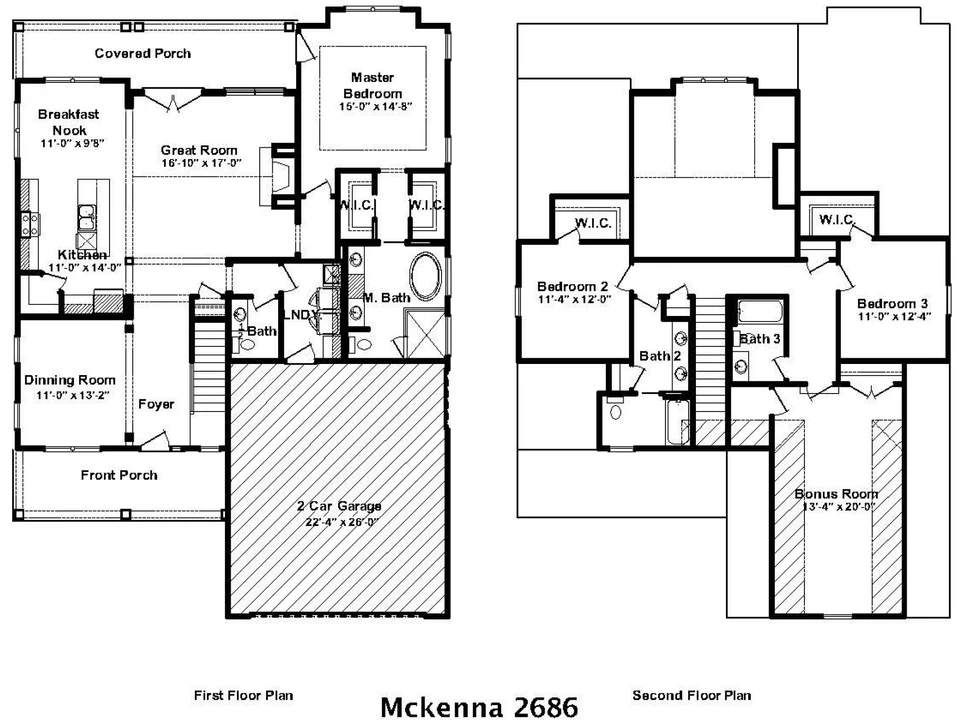 Covered Porch
Master
Bedroom
15'-0" x 14'-8"
Breakfast
Nook
11'-0" x 9'8"
Great Room
16'-10" x 17'-0"
W.I.C.
W.I.C.
Kitchen
11'-0" x 14'-0"
M. Bath
LNDY
Bath
Dinning Room
11'-0" x 13'-2"
Foyer
Front Porch
2 Car Garage
22'-4" x 26'-0"
First Floor Plan
W.I.C.
W.I.C.
Bedroom 2
11'-4" x 12'-0"
Bedroom 3
11'-0" x 12'-4"
Bath 2
Bath 3
Bonus Room
13'-4" x 20'-0"
Second Floor Plan
Mckenna 2686